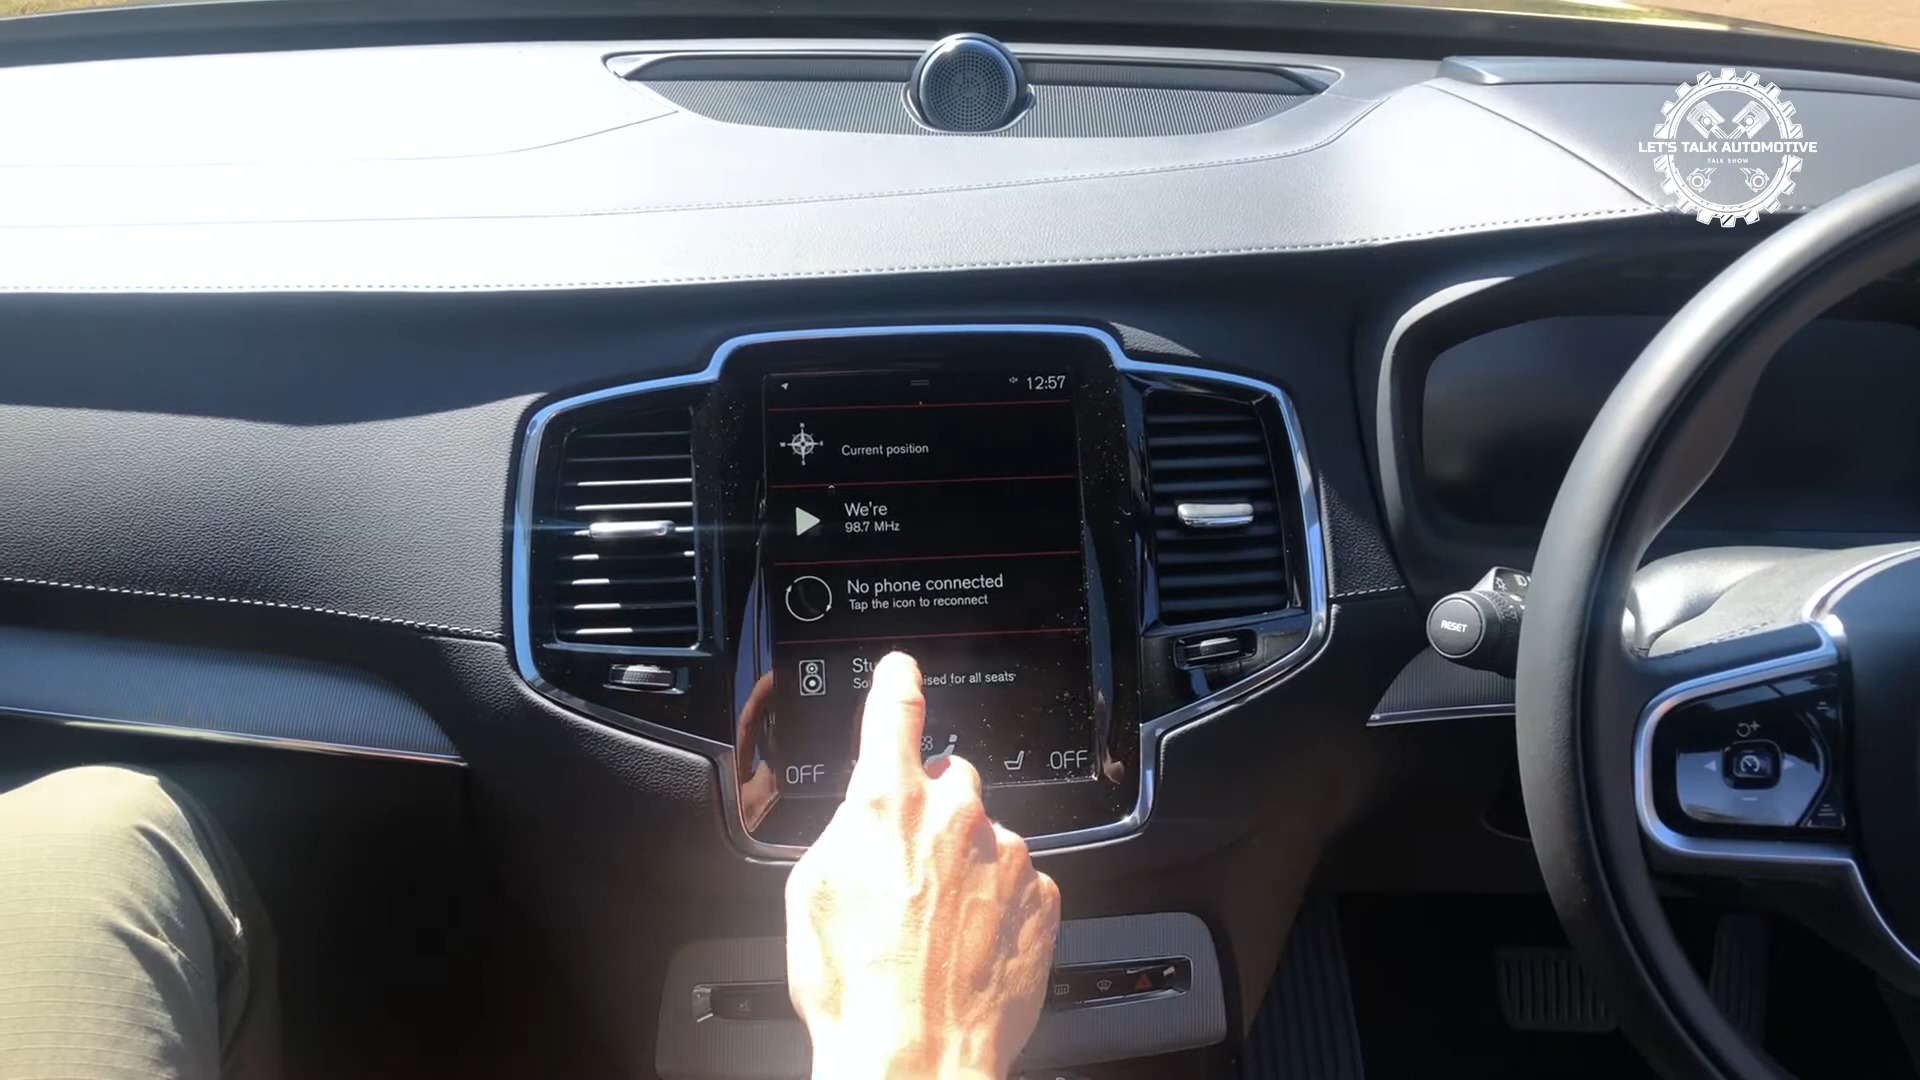 LET'S TALK AUTOMOTIVE
TALK SHOW
12:57
Current position
We're
98.7 MHz
No phone connected
Tap the icon to reconnect
for all seats
OFF
OFF
RESET